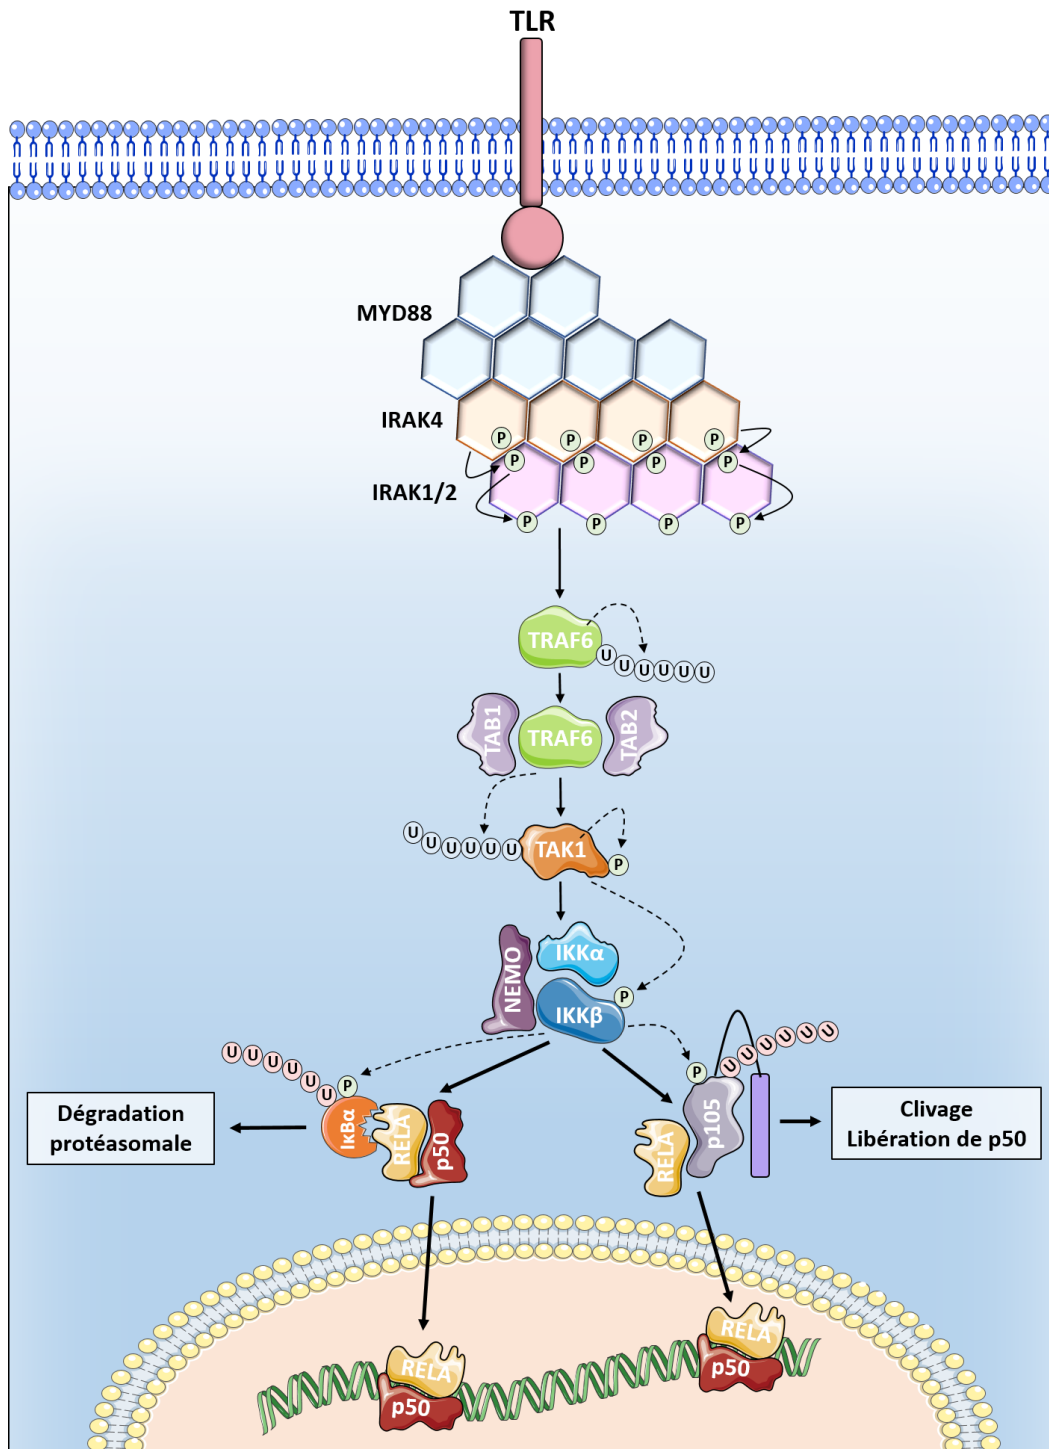 TLR
MYD88
IRAK4
P P P P
P P P P
IRAK1/2
P P P P
TRAF6
U U U U U U
TAB1
TRAF6
TAB2
U U U U U U
TAK1
P
NEMO
IKKα
IKKβ
P
U U U U U U
P
IκBα
RELA
p50
P
U U U U U U
p105
RELA
Dégradation
protéasomale
Clivage
Libération de p50
RELA
p50
RELA
p50